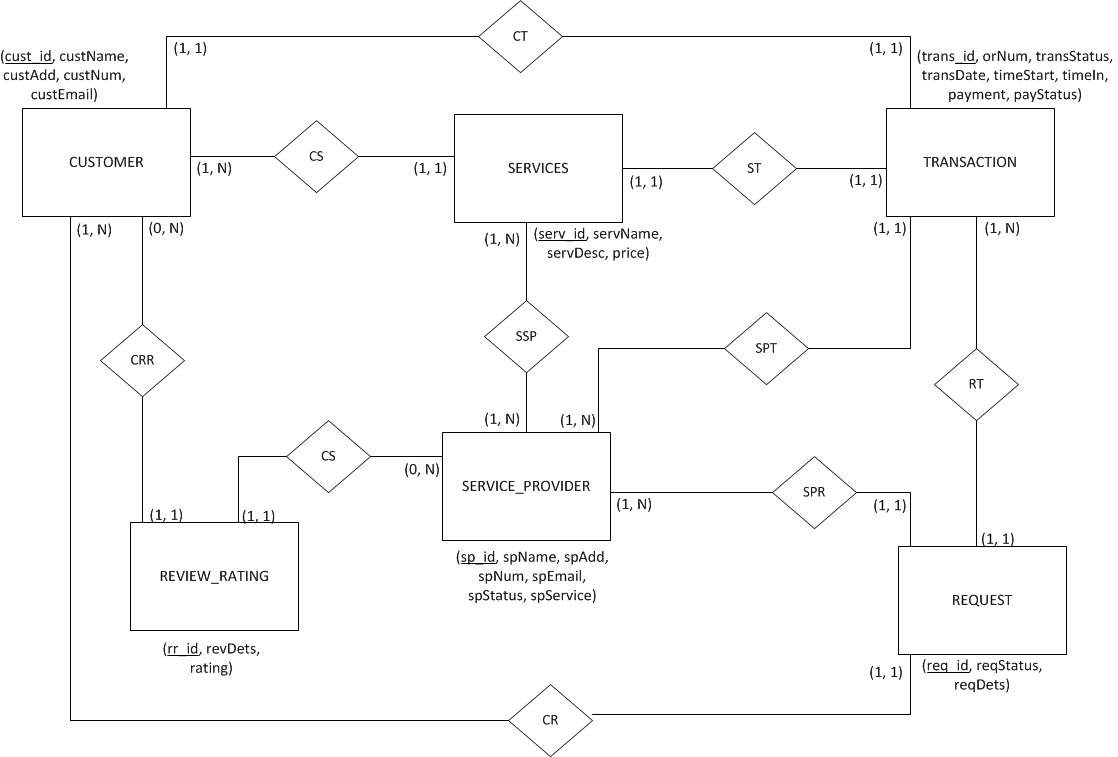 CT
(1, 1)
(1, 1)
(cust_id, custName,
custAdd, custNum,
custEmail)
(trans_id, orNum, transStatus,
transDate, timeStart, timeIn,
payment, payStatus)
CUSTOMER
CS
SERVICES
ST
TRANSACTION
(1, N)
(1, 1)
(1, 1)
(1, 1)
(1, N)
(0, N)
(1, N)
(serv_id, servName,
servDesc, price)
(1, 1)
(1, N)
CRR
SSP
SPT
RT
(1, N)
(1, N)
CS
(0, N)
SERVICE_PROVIDER
SPR
(1, N)
(1, 1)
(1, 1)
(1, 1)
(1, 1)
REVIEW_RATING
(sp_id, spName, spAdd,
spNum, spEmail,
spStatus, spService)
REQUEST
(rr_id, revDets,
rating)
(1, 1)
(req_id, reqStatus,
reqDets)
CR